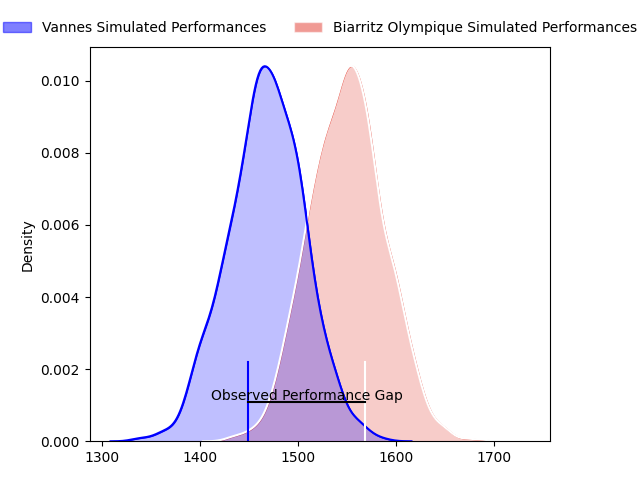 Vannes Simulated Performances
Biarritz Olympique Simulated Performances
0.010
0.008
0.006
0.004
0.002
0.000
Density
Observed Performance Gap
1300
1400
1500
1600
1700